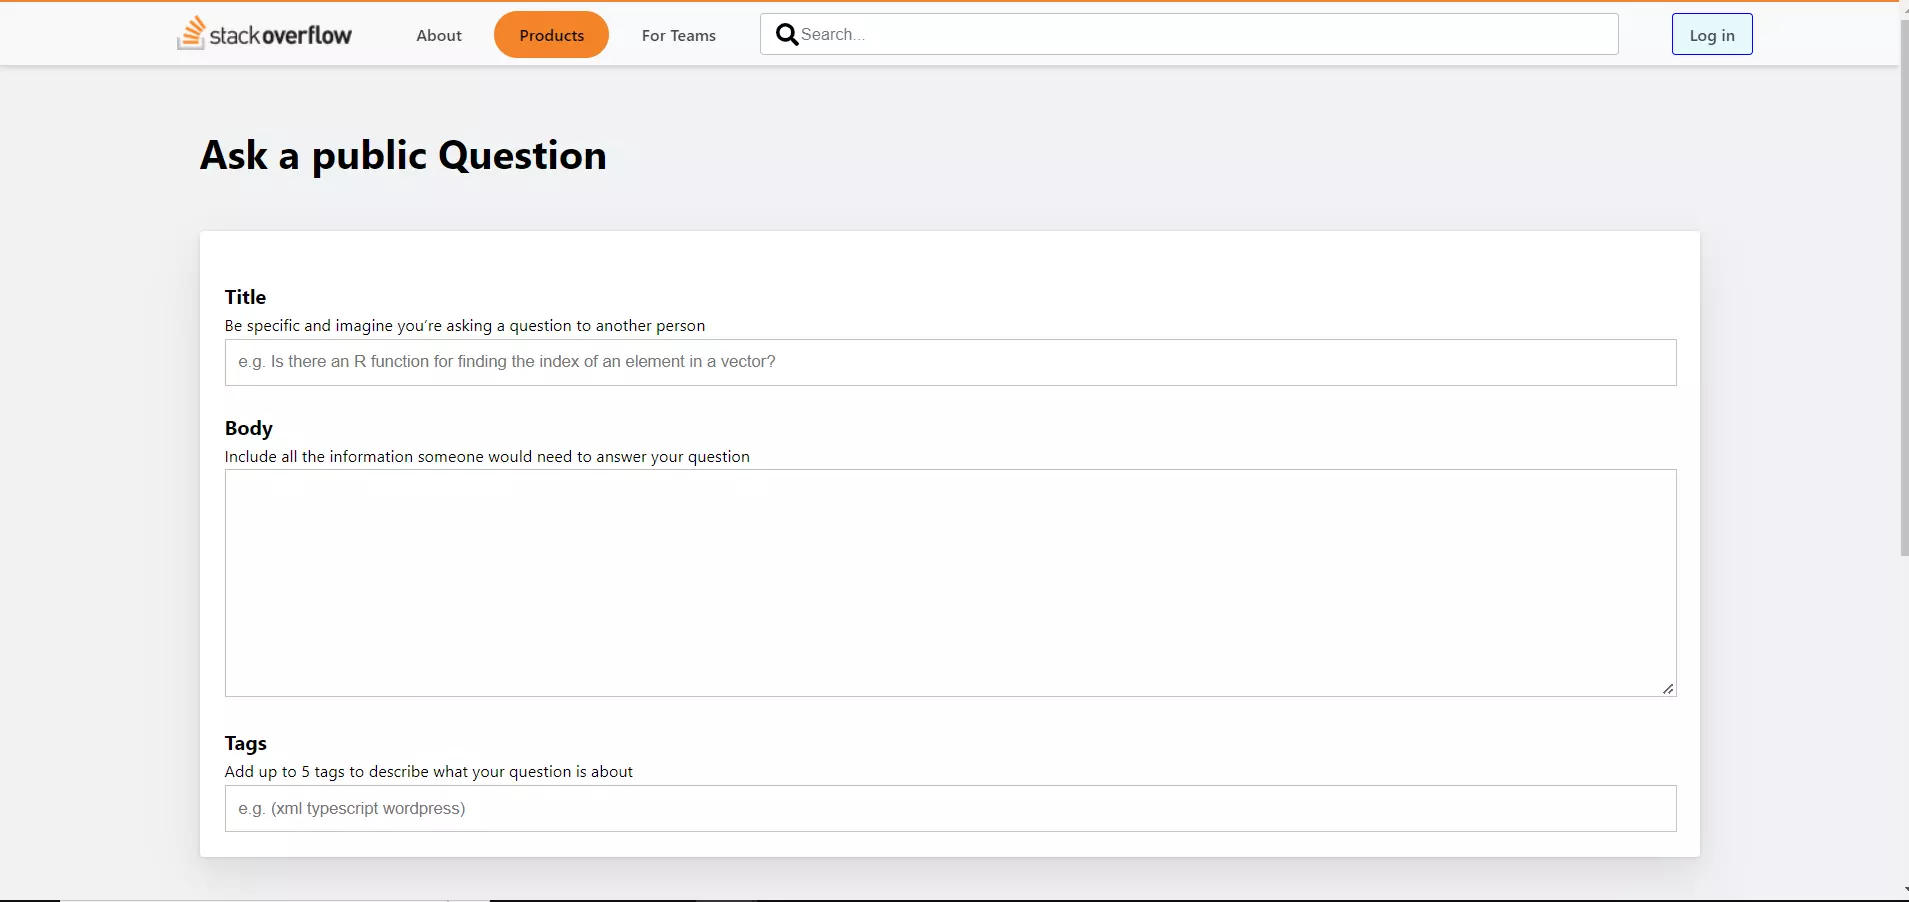 stackoverflow About Products For Teams Search... Log in
Ask a public Question
Title
Be specific and imagine you’re asking a question to another person
e.g. Is there an R function for finding the index of an element in a vector?
Body
Include all the information someone would need to answer your question
Tags
Add up to 5 tags to describe what your question is about
e.g. (xml typescript wordpress)